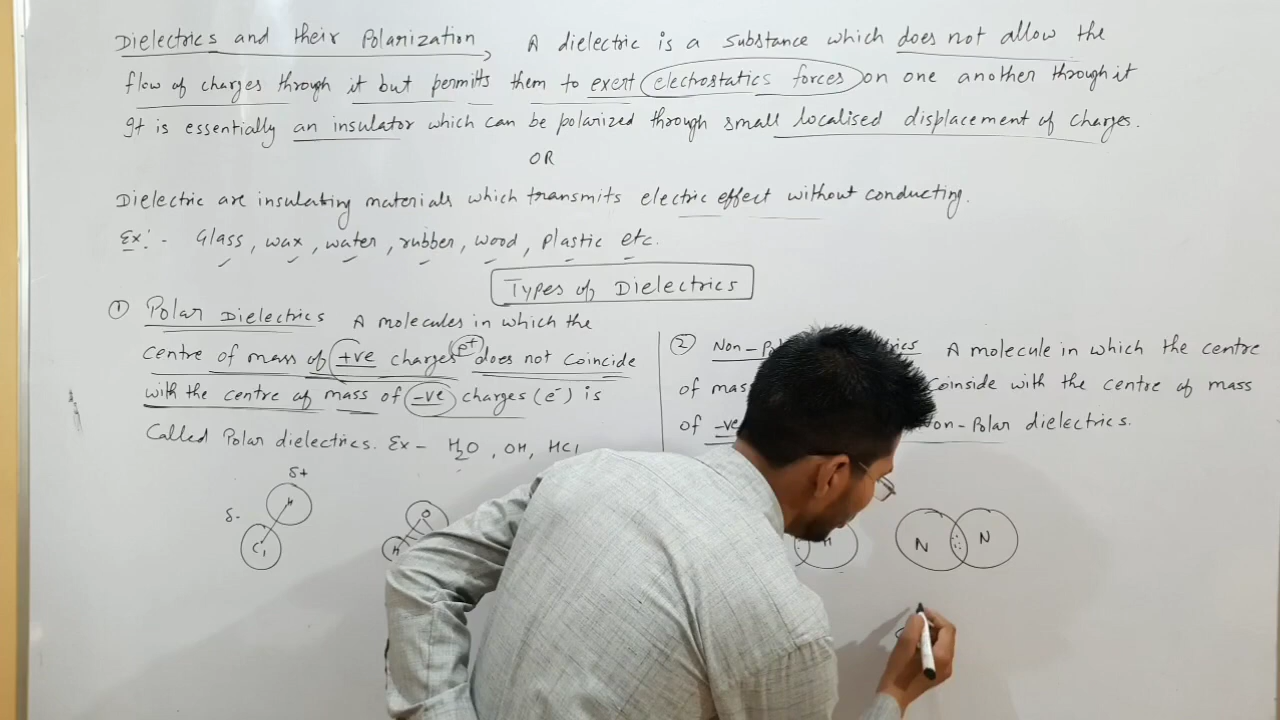 Dielectrics and their Polarization A dielectric is a substance which does not allow the
flow of charges through it but permitts them to exert electrostatics forces on one another through it
It is essentially an insulator which can be polarized through small localised displacement of charges.
OR
Dielectric are insulating materials which transmits electric effect without conducting.
Ex:- Glass, wax, water, rubber, wood, plastic etc.
Types of Dielectrics
① Polar Dielectrics A molecules in which the
centre of mass of +ve charges e+ does not coincide
with the centre of mass of -ve charges (e-) is
Called Polar dielectrics. Ex - H2O, OH, HCl
δ+
H
δ-
Cl
O
H
② Non-P A molecule in which the centre
of mas coinside with the centre of mass
of -ve Non-Polar dielectrics.
H
N N